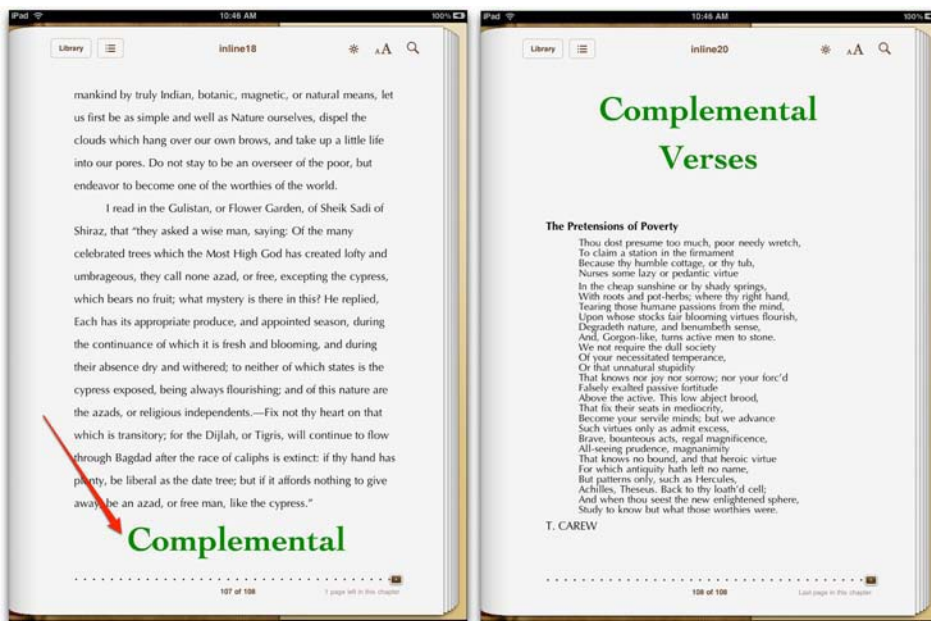 iPad
10:46 AM
100%
Library
inline18
AA
mankind by truly Indian, botanic, magnetic, or natural means, let
us first be as simple and well as Nature ourselves, dispel the
clouds which hang over our own brows, and take up a little life
into our pores. Do not stay to be an overseer of the poor, but
endeavor to become one of the worthies of the world.
I read in the Gulistan, or Flower Garden, of Sheik Sadi of
Shiraz, that “they asked a wise man, saying: Of the many
celebrated trees which the Most High God has created lofty and
umbrageous, they call none azad, or free, excepting the cypress,
which bears no fruit; what mystery is there in this? He replied,
Each has its appropriate produce, and appointed season, during
the continuance of which it is fresh and blooming, and during
their absence dry and withered; to neither of which states is the
cypress exposed, being always flourishing; and of this nature are
the azads, or religious independents.—Fix not thy heart on that
which is transitory; for the Dijlah, or Tigris, will continue to flow
through Bagdad after the race of caliphs is extinct: if thy hand has
plenty, be liberal as the date tree; but if it affords nothing to give
away, be an azad, or free man, like the cypress.”
Complemental
107 of 108
1 page left in this chapter
iPad
10:46 AM
100%
Library
inline20
AA
Complemental
Verses
The Pretensions of Poverty
Thou dost presume too much, poor needy wretch,
To claim a station in the firmament
Because thy humble cottage, or thy tub,
Nurses some lazy or pedantic virtue
In the cheap sunshine or by shady springs,
With roots and pot-herbs; where thy right hand,
Tearing those humane passions from the mind,
Upon whose stocks fair blooming virtues flourish,
Degradeth nature, and benumbeth sense,
And, Gorgon-like, turns active men to stone.
We not require the dull society
Of your necessitated temperance,
Or that unnatural stupidity
That knows nor joy nor sorrow; nor your forc’d
Falsely exalted passive fortitude
Above the active. This low abject brood,
That fix their seats in mediocrity,
Become your servile minds; but we advance
Such virtues only as admit excess,
Brave, bounteous acts, regal magnificence,
All-seeing prudence, magnanimity
That knows no bound, and that heroic virtue
For which antiquity hath left no name,
But patterns only, such as Hercules,
Achilles, Theseus. Back to thy loath’d cell;
And when thou seest the new enlightened sphere,
Study to know but what those worthies were.
T. CAREW
108 of 108
Last page in this chapter